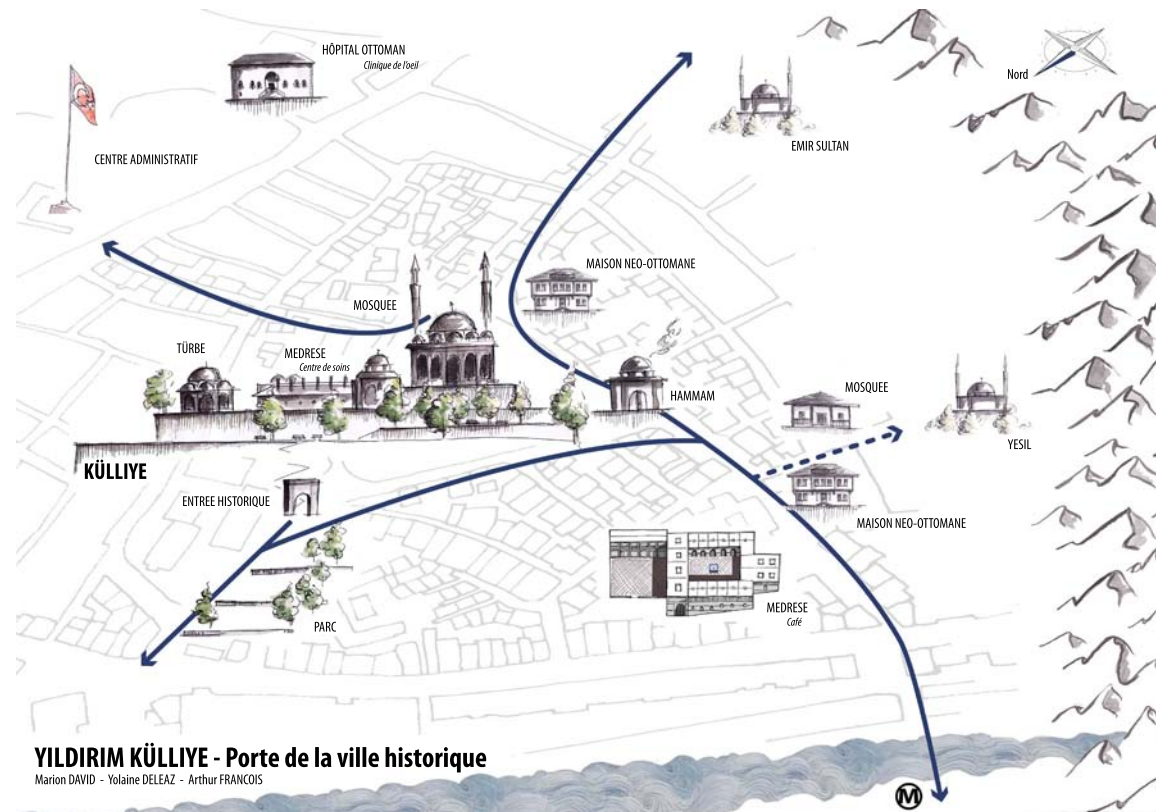 HÔPITAL OTTOMAN
Clinique de l'oeil
Nord
CENTRE ADMINISTRATIF
EMIR SULTAN
MAISON NEO-OTTOMANE
MOSQUEE
TÜRBE
MEDRESE
Centre de soins
HAMMAM
MOSQUEE
YESIL
KÜLLIYE
ENTREE HISTORIQUE
MAISON NEO-OTTOMANE
MEDRESE
Café
PARC
YILDIRIM KÜLLIYE - Porte de la ville historique
Marion DAVID - Yolaine DELEAZ - Arthur FRANCOIS
M